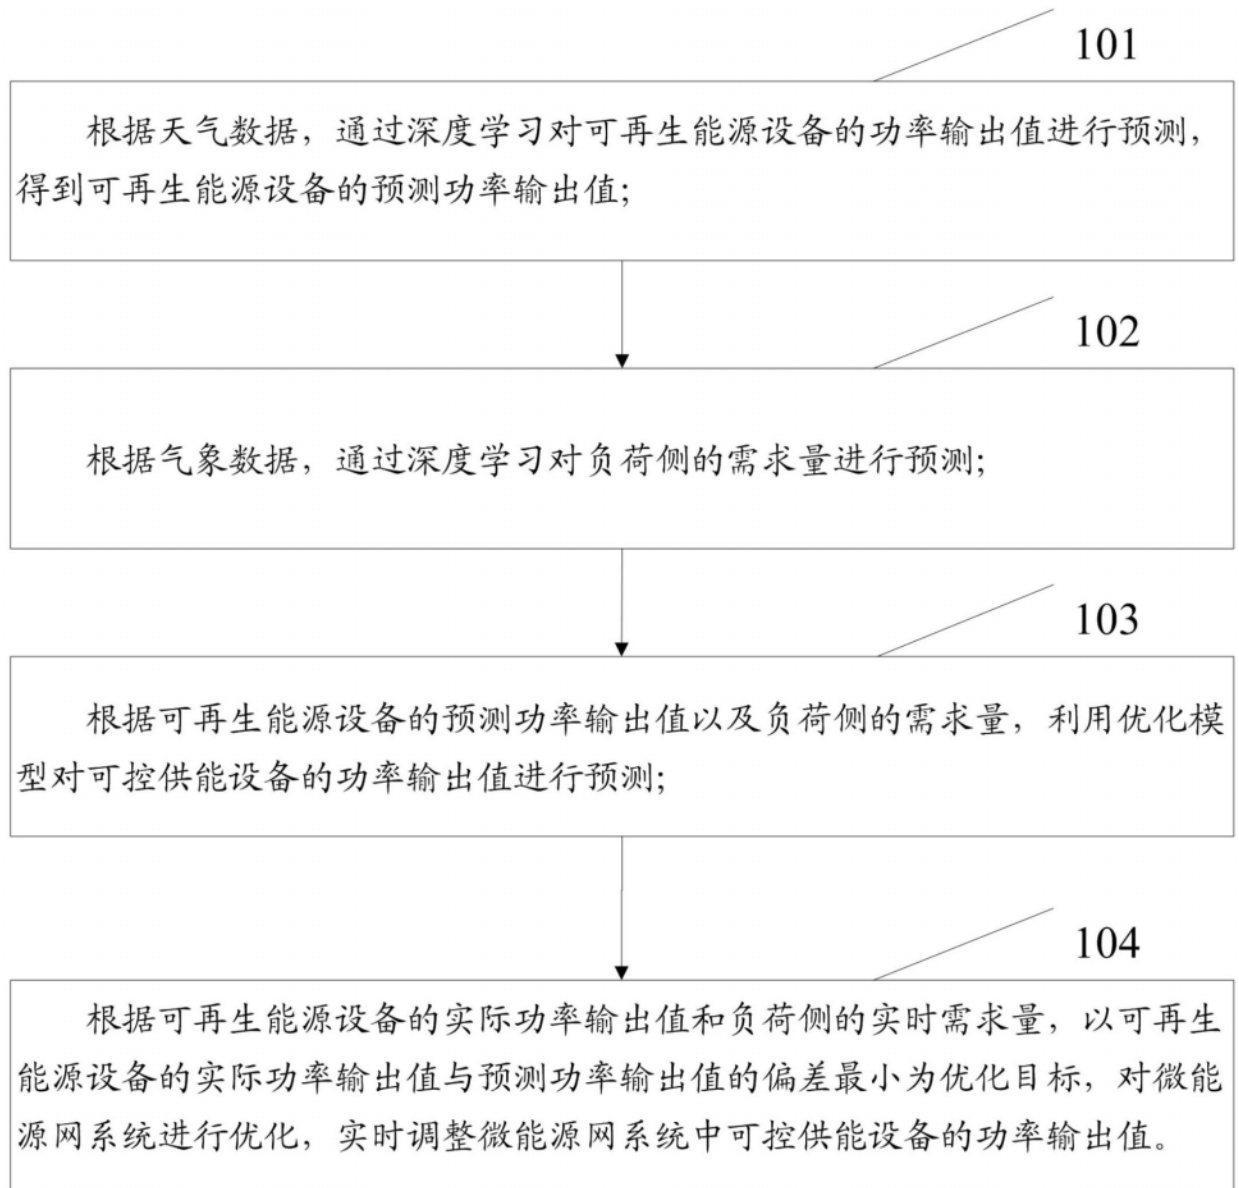 101
根据天气数据，通过深度学习对可再生能源设备的功率输出值进行预测，
得到可再生能源设备的预测功率输出值；
102
根据气象数据，通过深度学习对负荷侧的需求量进行预测；
103
根据可再生能源设备的预测功率输出值以及负荷侧的需求量，利用优化模
型对可控供能设备的功率输出值进行预测；
104
根据可再生能源设备的实际功率输出值和负荷侧的实时需求量，以可再生
能源设备的实际功率输出值与预测功率输出值的偏差最小为优化目标，对微能
源网系统进行优化，实时调整微能源网系统中可控供能设备的功率输出值。